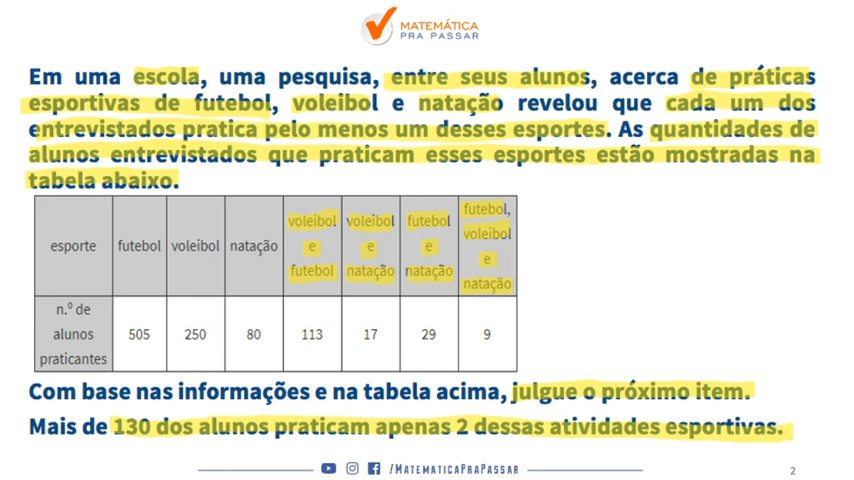 MATEMÁTICA
PRA PASSAR
Em uma escola, uma pesquisa, entre seus alunos, acerca de práticas
esportivas de futebol, voleibol e natação revelou que cada um dos
entrevistados pratica pelo menos um desses esportes. As quantidades de
alunos entrevistados que praticam esses esportes estão mostradas na
tabela abaixo.
esporte futebol voleibol natação voleibol e futebol voleibol e natação futebol e natação futebol, voleibol e natação
n.º de alunos praticantes 505 250 80 113 17 29 9
Com base nas informações e na tabela acima, julgue o próximo item.
Mais de 130 dos alunos praticam apenas 2 dessas atividades esportivas.
/MatematicaPraPassar
2